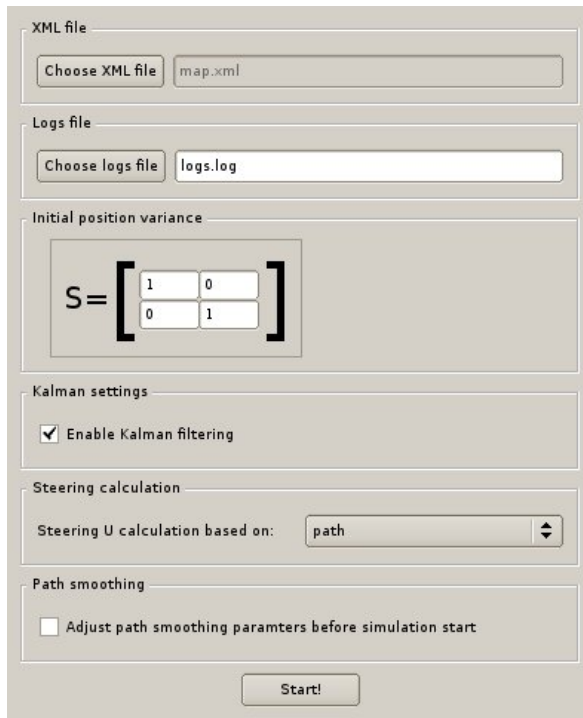 XML file
Choose XML file map.xml
Logs file
Choose logs file logs.log
Initial position variance
S= [ 1 0
0 1 ]
Kalman settings
Enable Kalman filtering
Steering calculation
Steering U calculation based on: path
Path smoothing
Adjust path smoothing paramters before simulation start
Start!